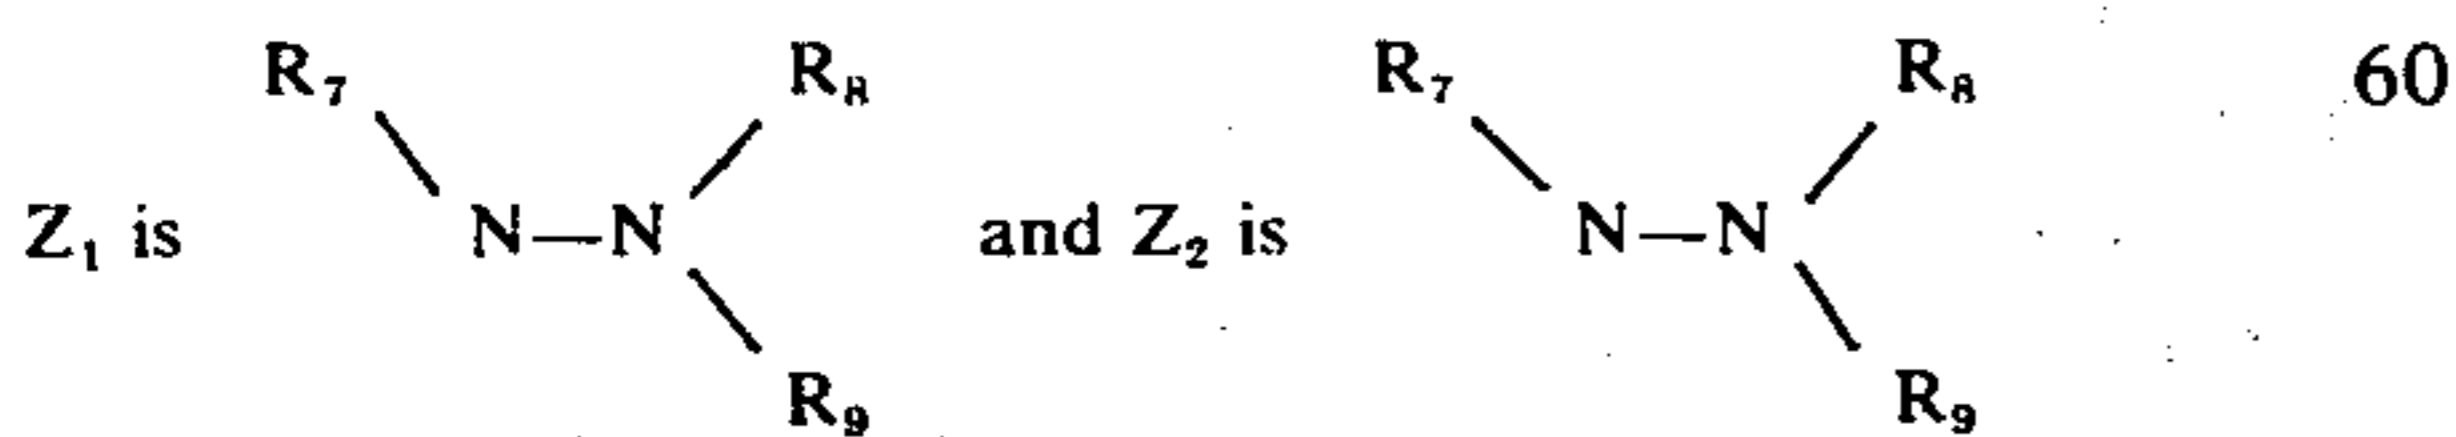 R₇ R₈ R₇ R₈ 60
Z₁ is N—N and Z₂ is N—N
R₉ R₉